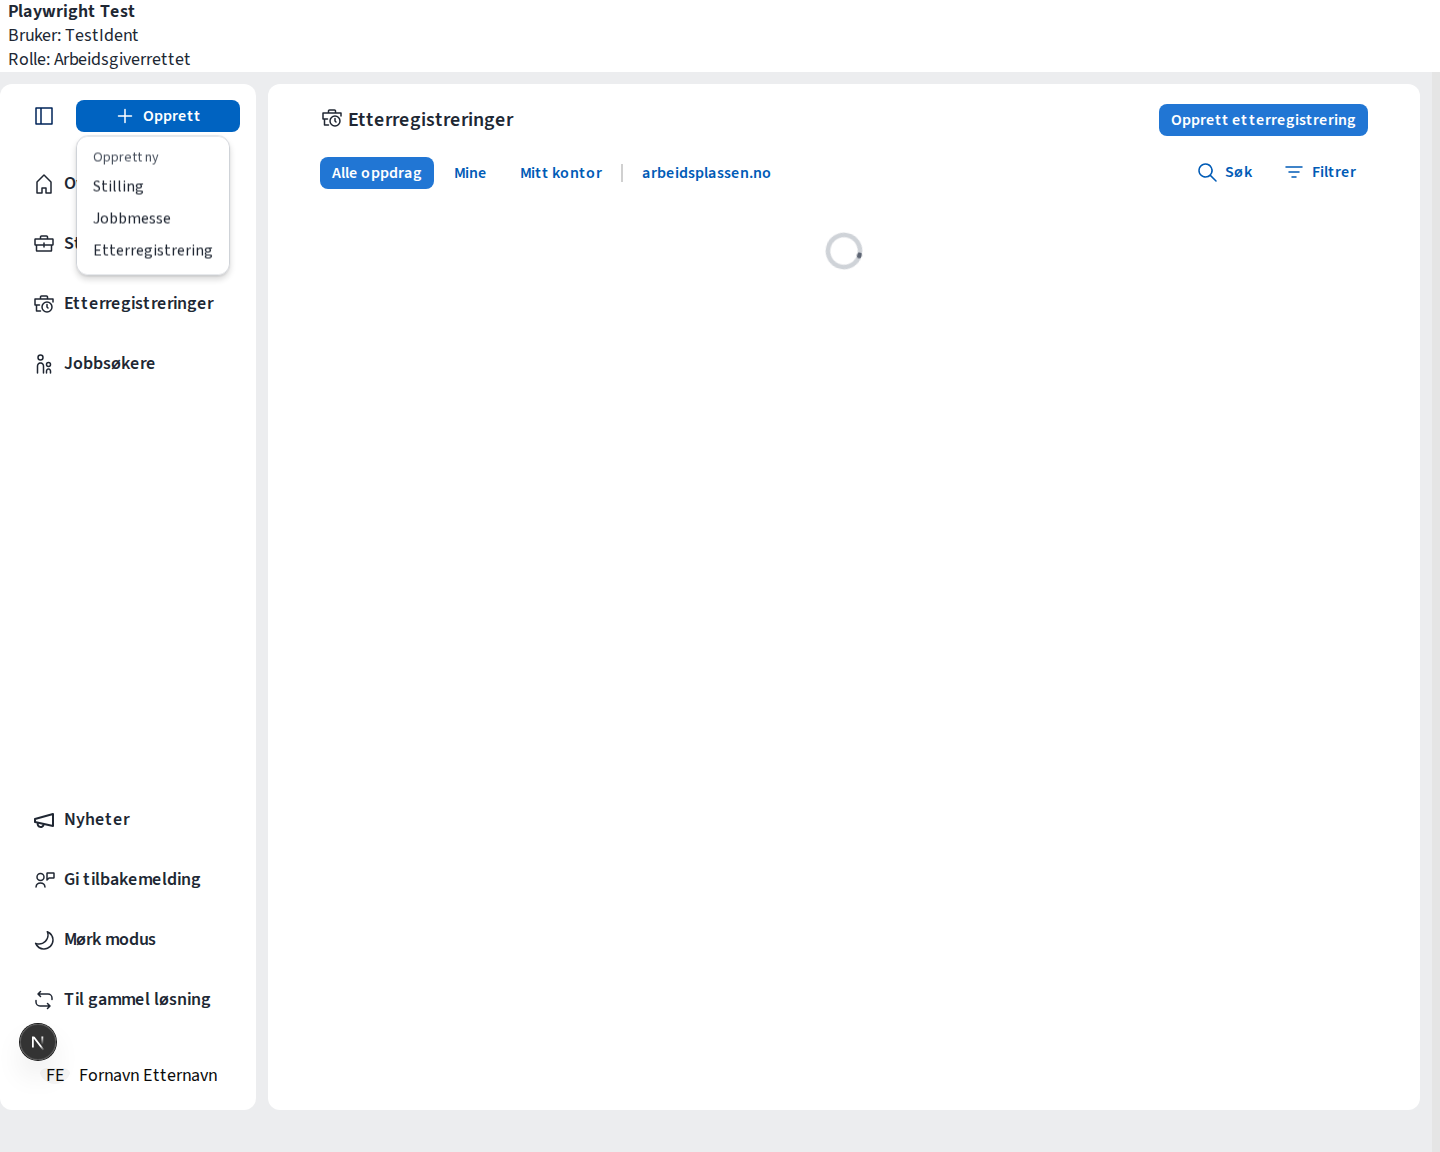 Playwright Test
Bruker: TestIdent
Rolle: Arbeidsgiverrettet
Opprett
Opprett ny
Stilling
Jobbmesse
Etterregistrering
Etterregistreringer
Jobbsøkere
Nyheter
Gi tilbakemelding
Mørk modus
Til gammel løsning
N
FE Fornavn Etternavn
Etterregistreringer
Opprett etterregistrering
Alle oppdrag Mine Mitt kontor arbeidsplassen.no Søk Filtrer